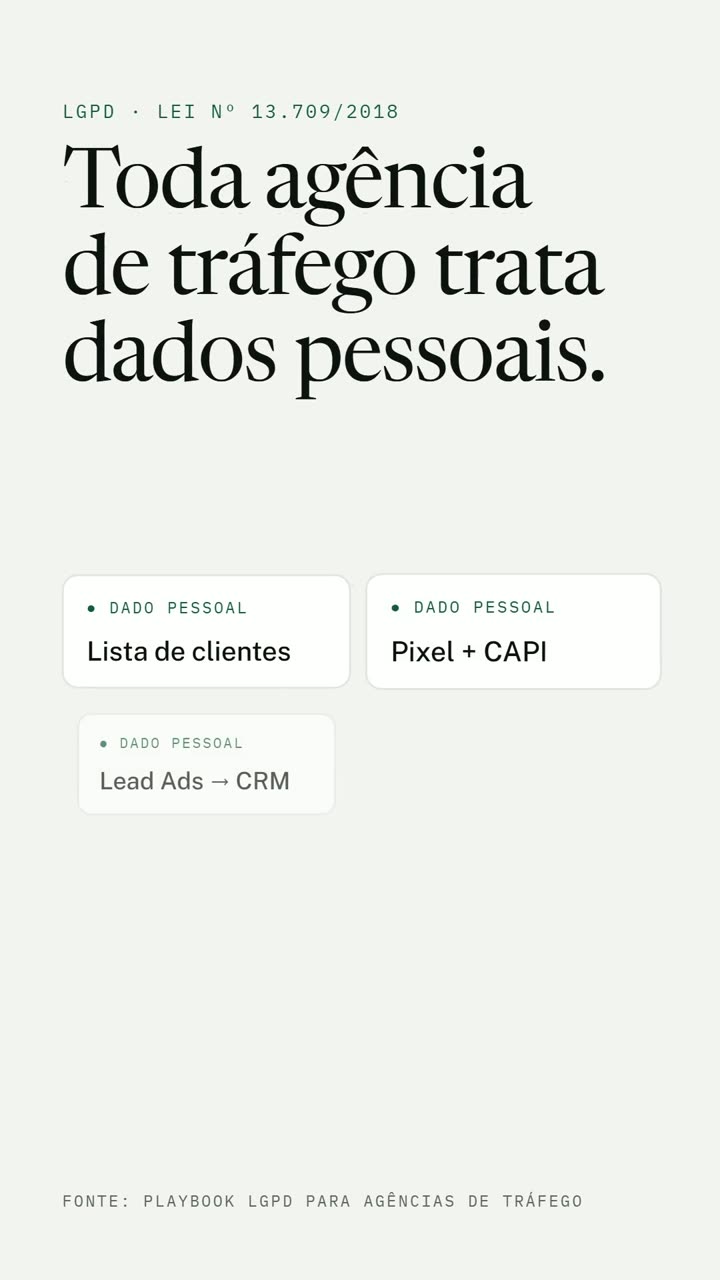 LGPD · LEI Nº 13.709/2018
Toda agência
de tráfego trata
dados pessoais.
• DADO PESSOAL
Lista de clientes
• DADO PESSOAL
Pixel + CAPI
• DADO PESSOAL
Lead Ads → CRM
FONTE: PLAYBOOK LGPD PARA AGÊNCIAS DE TRÁFEGO